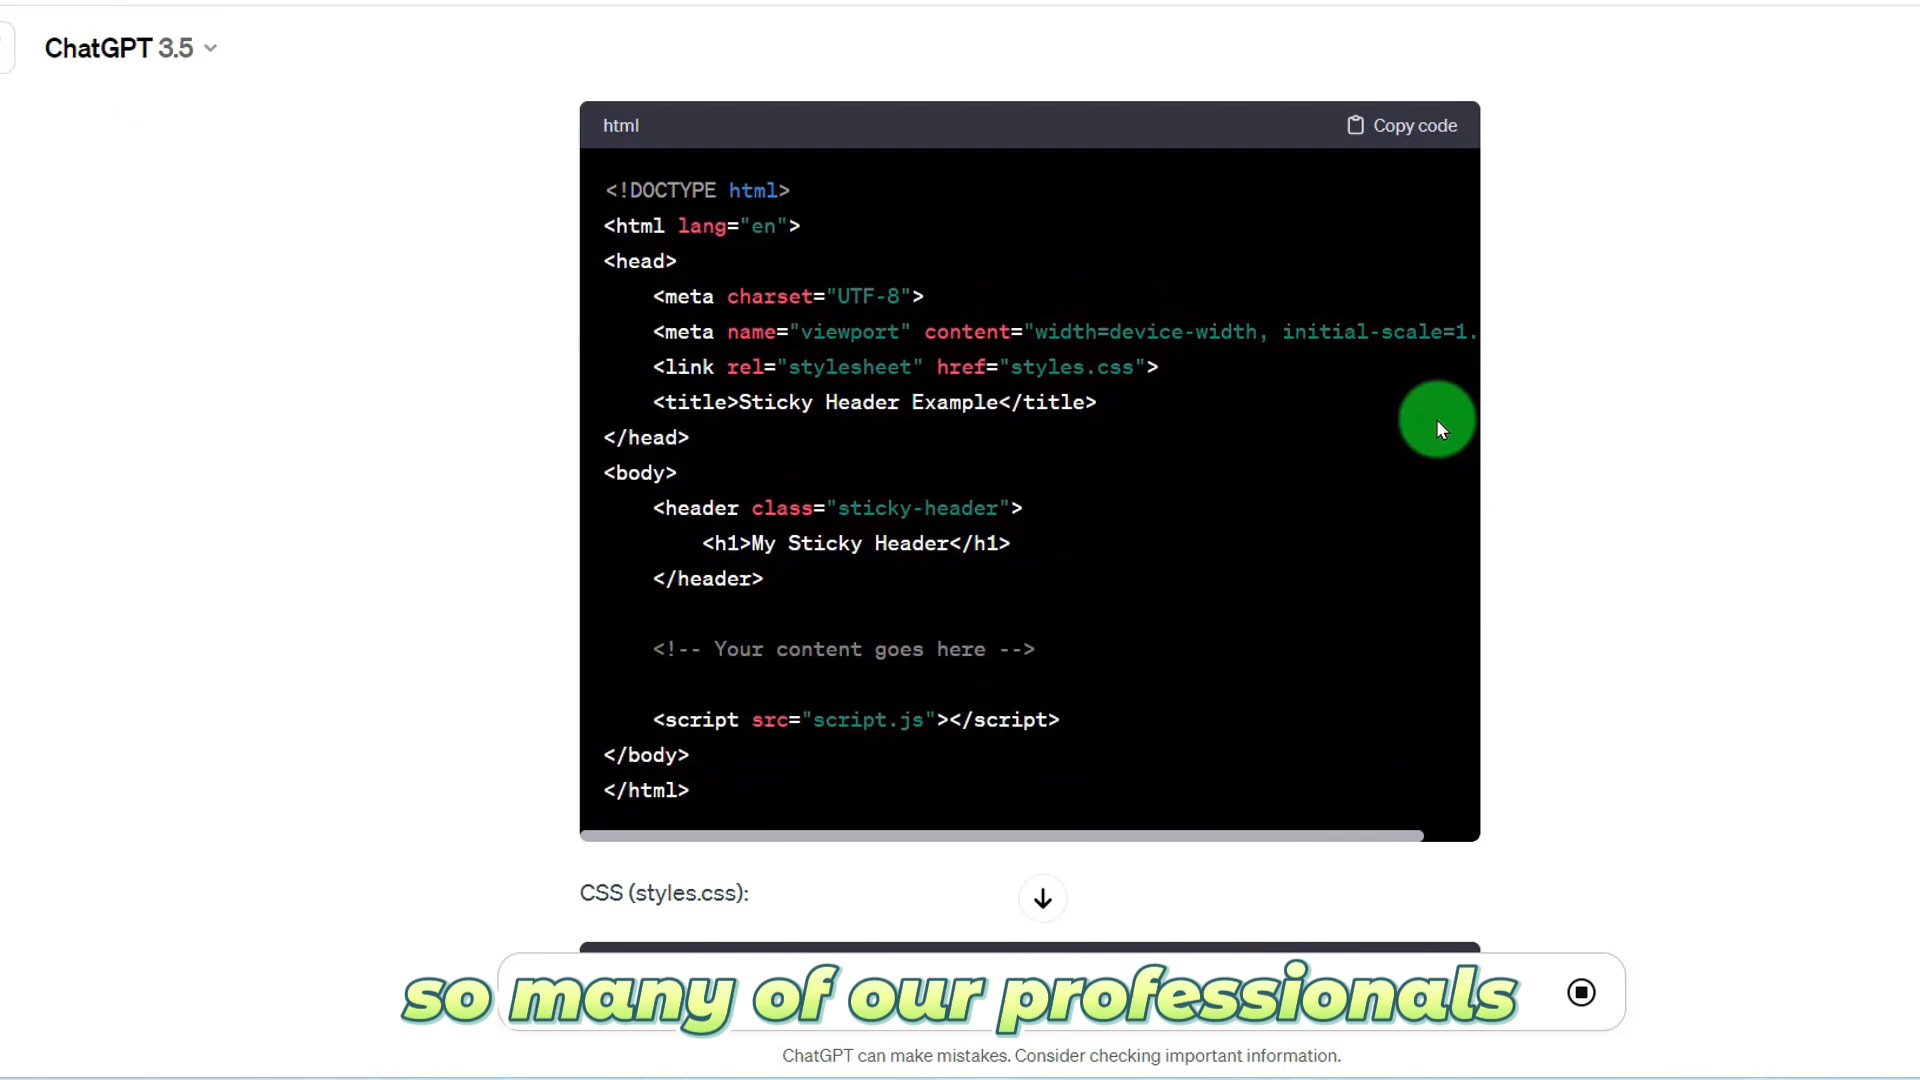 ChatGPT 3.5
html
Copy code
<!DOCTYPE html>
<html lang="en">
<head>
    <meta charset="UTF-8">
    <meta name="viewport" content="width=device-width, initial-scale=1.
    <link rel="stylesheet" href="styles.css">
    <title>Sticky Header Example</title>
</head>
<body>
    <header class="sticky-header">
        <h1>My Sticky Header</h1>
    </header>
    <!-- Your content goes here -->
    <script src="script.js"></script>
</body>
</html>
CSS (styles.css):
so many of our professionals
ChatGPT can make mistakes. Consider checking important information.